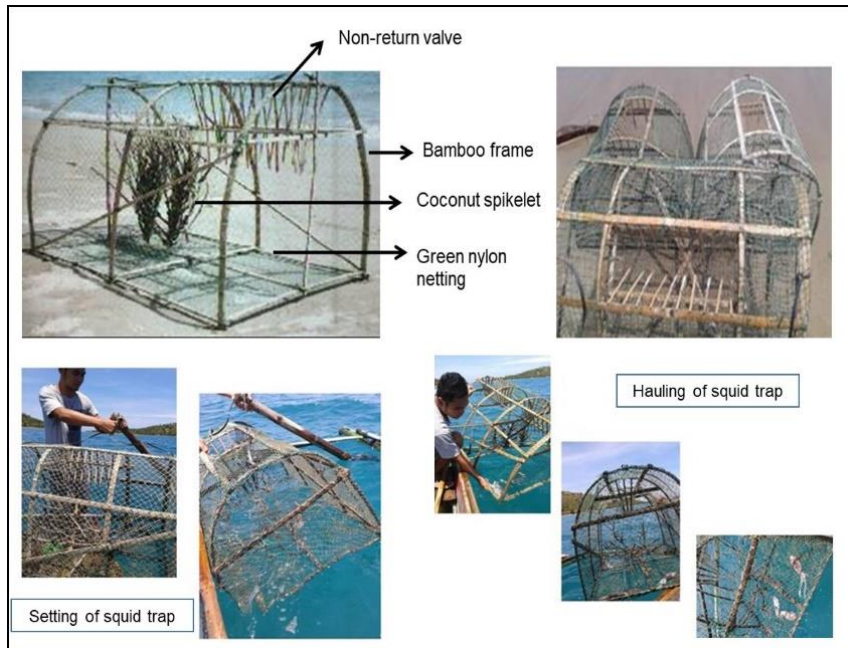 Non-return valve
Bamboo frame
Coconut spikelet
Green nylon
netting
Hauling of squid trap
Setting of squid trap